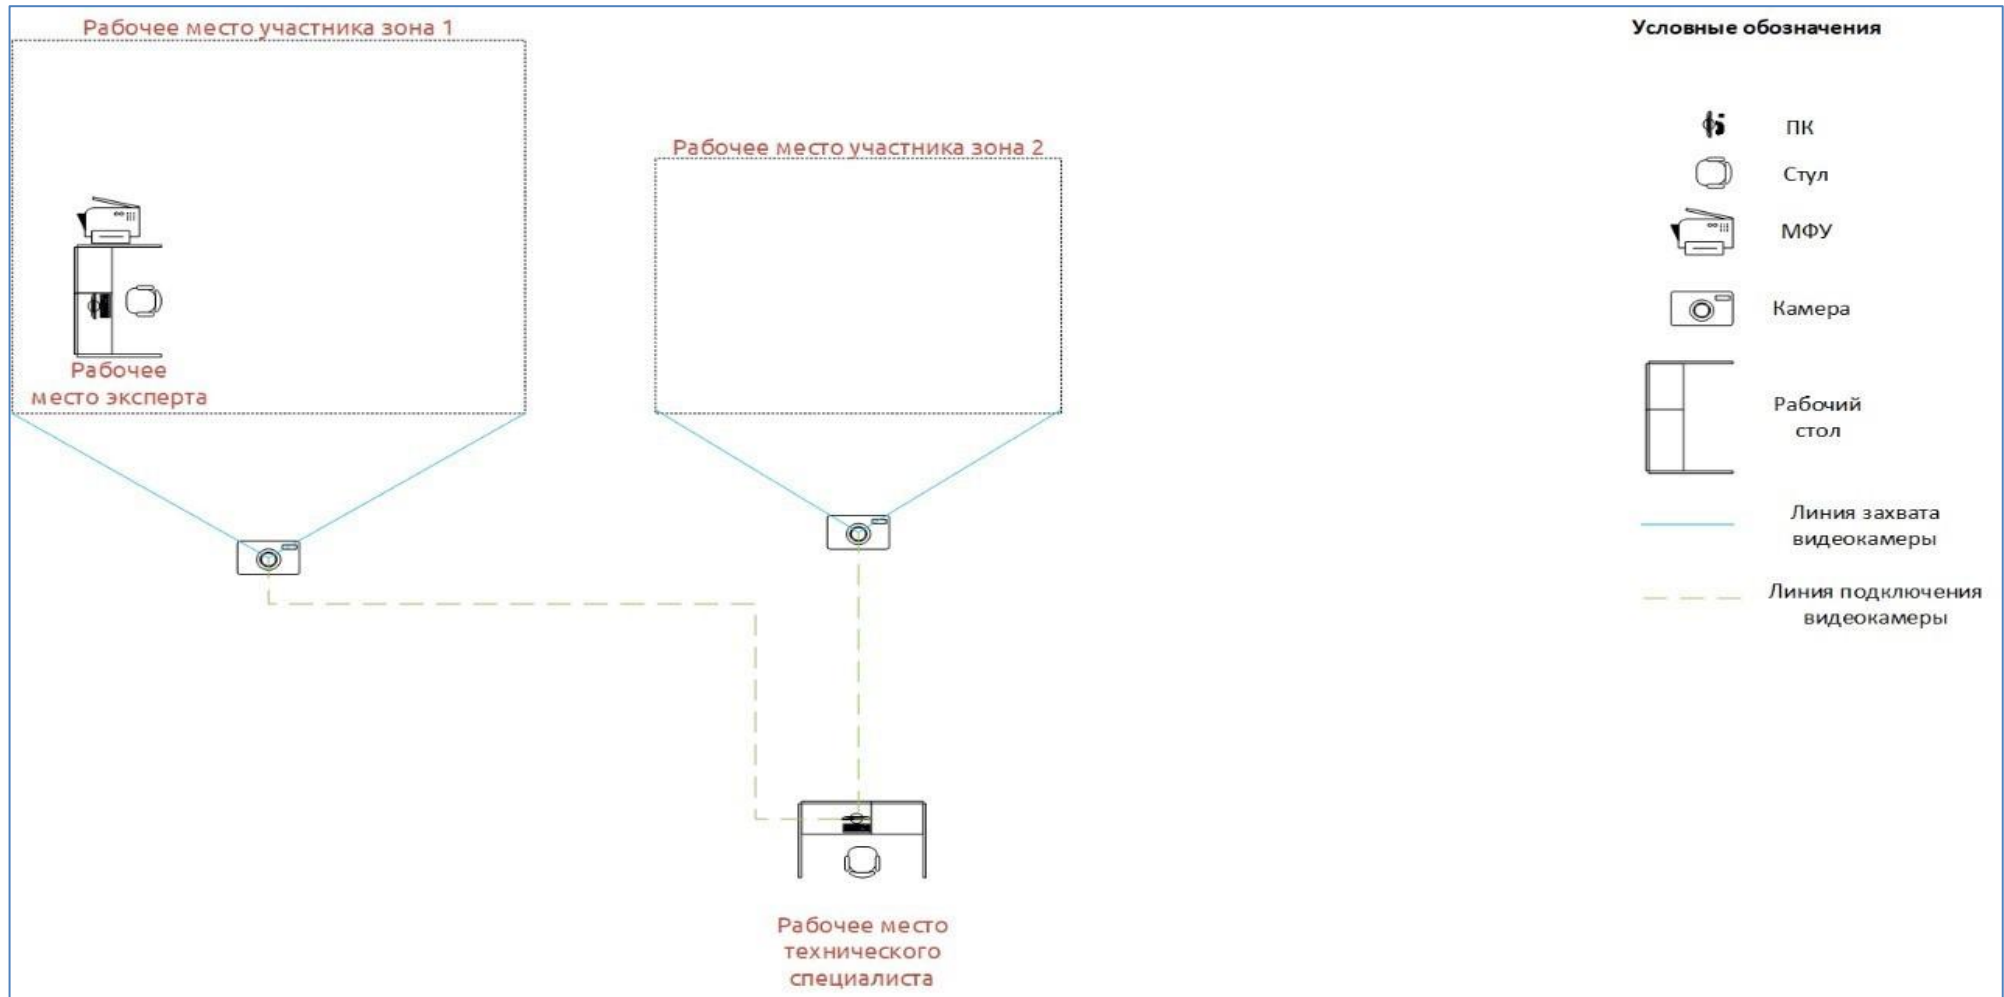 Рабочее место участника зона 1
Рабочее место участника зона 2
Рабочее
место эксперта
Рабочее место
технического
специалиста
Условные обозначения
ПК
Стул
МФУ
Камера
Рабочий
стол
Линия захвата
видеокамеры
Линия подключения
видеокамеры